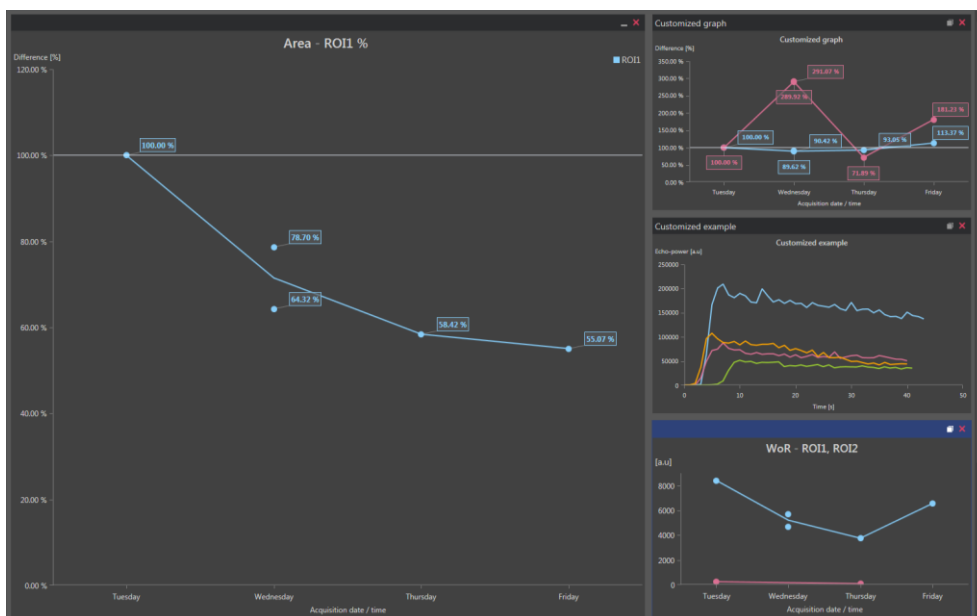 Area - ROI1 %
Difference [%]
ROI1
120.00 %
100.00 %
80.00 %
60.00 %
40.00 %
20.00 %
0.00 %
100.00 %
78.70 %
64.32 %
58.42 %
55.07 %
Tuesday
Wednesday
Thursday
Friday
Acquisition date / time
Customized graph
Customized graph
Difference [%]
350.00 %
300.00 %
250.00 %
200.00 %
150.00 %
100.00 %
50.00 %
0.00 %
291.07 %
289.92 %
181.23 %
100.00 %
90.42 %
93.05 %
113.37 %
100.00 %
89.62 %
71.89 %
Tuesday
Wednesday
Thursday
Friday
Acquisition date / time
Customized example
Customized example
Echo-power [a.u]
250000
200000
150000
100000
50000
0
0
10
20
30
40
50
Time [s]
WoR - ROI1, ROI2
[a.u]
8000
6000
4000
2000
0
Tuesday
Wednesday
Thursday
Friday
Acquisition date / time